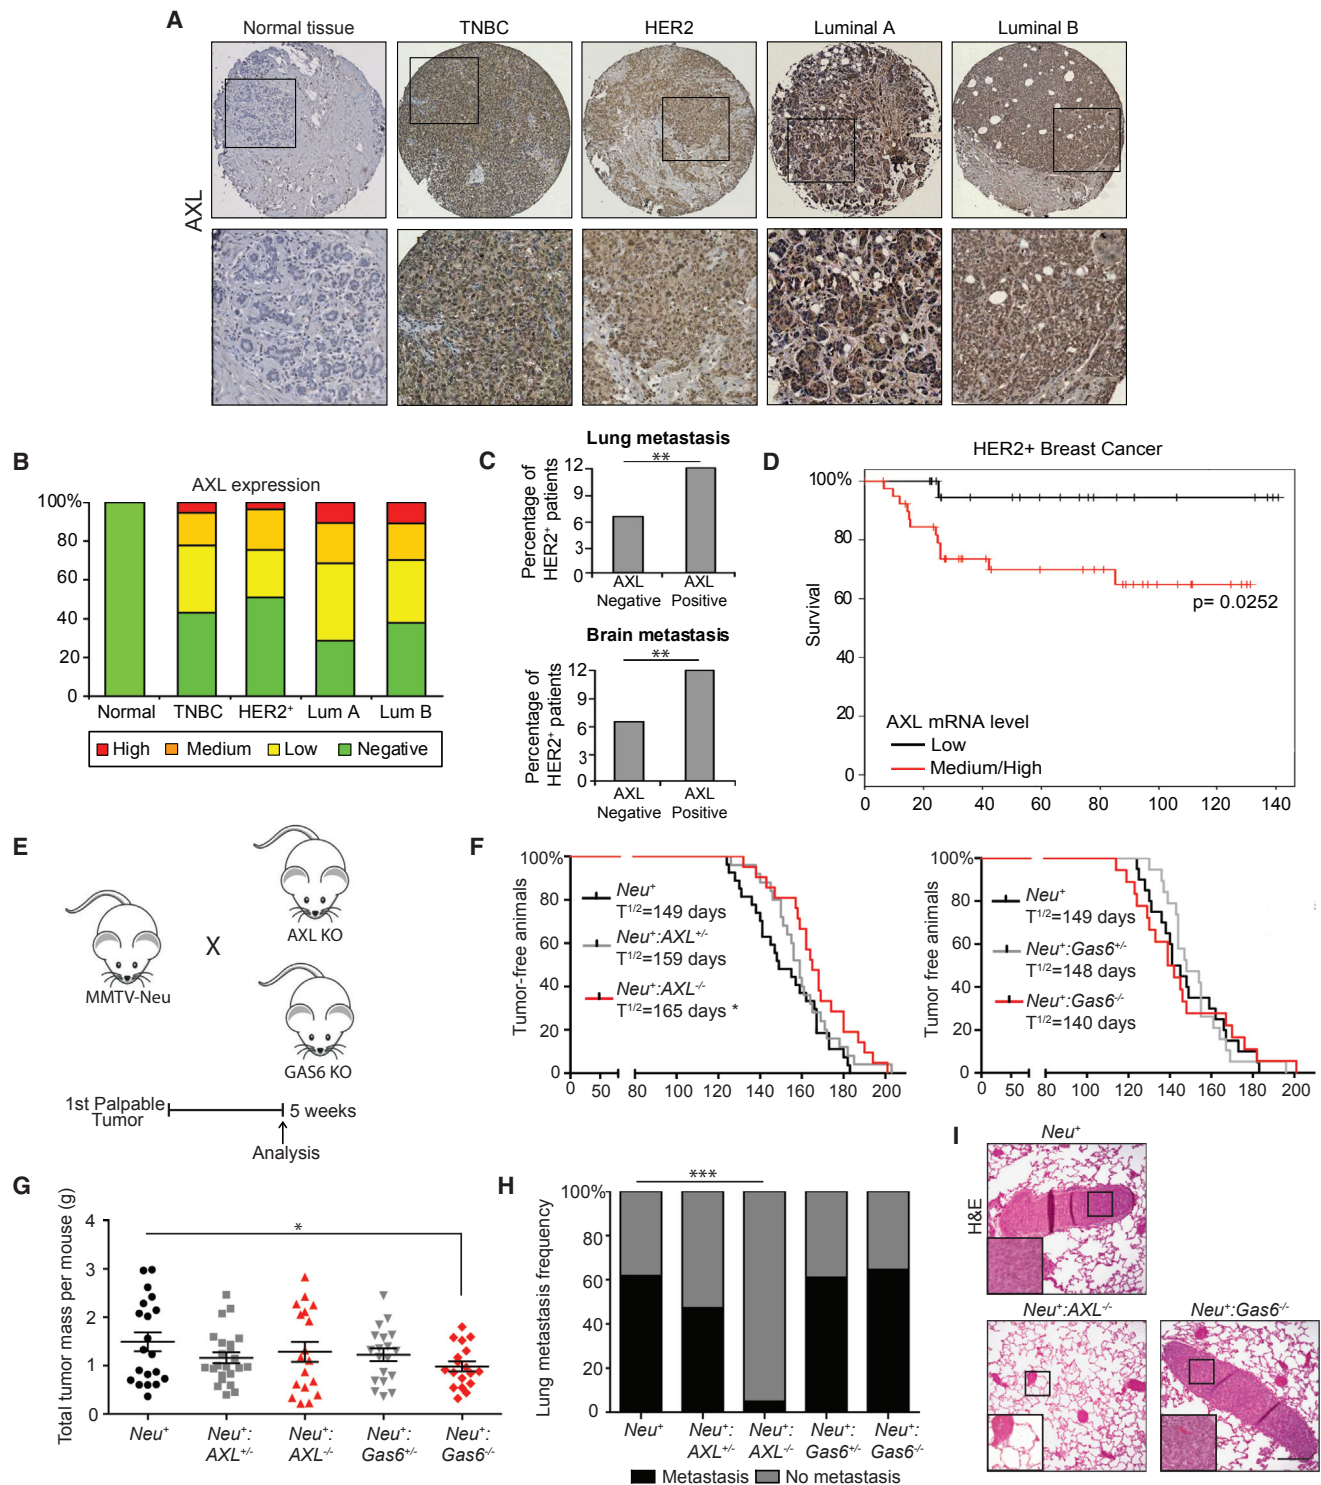 A
Normal tissue
TNBC
HER2
Luminal A
Luminal B
AXL
B
AXL expression
100%
80
60
40
20
0
Normal
TNBC
HER2⁺
Lum A
Lum B
High
Medium
Low
Negative
C
Lung metastasis
**
Percentage of
HER2⁺ patients
12
9
6
3
0
AXL
Negative
AXL
Positive
Brain metastasis
**
Percentage of
HER2⁺ patients
12
9
6
3
0
AXL
Negative
AXL
Positive
D
HER2+ Breast Cancer
Survival
100%
80
60
40
20
0
p= 0.0252
AXL mRNA level
Low
Medium/High
0 20 40 60 80 100 120 140
E
MMTV-Neu
X
AXL KO
GAS6 KO
1st Palpable
Tumor
5 weeks
Analysis
F
Tumor-free animals
100%
80
60
40
20
0
Neu⁺
T¹/²=149 days
Neu⁺:AXL⁺/⁻
T¹/²=159 days
Neu⁺:AXL⁻/⁻
T¹/²=165 days *
0 50 80 100 120 140 160 180 200
Tumor free animals
100%
80
60
40
20
0
Neu⁺
T¹/²=149 days
Neu⁺:Gas6⁺/⁻
T¹/²=148 days
Neu⁺:Gas6⁻/⁻
T¹/²=140 days
0 50 80 100 120 140 160 180 200
G
Total tumor mass per mouse (g)
4
3
2
1
0
*
Neu⁺
Neu⁺:
AXL⁺/⁻
Neu⁺:
AXL⁻/⁻
Neu⁺:
Gas6⁺/⁻
Neu⁺:
Gas6⁻/⁻
H
***
Lung metastasis frequency
100%
80
60
40
20
0
Neu⁺
Neu⁺:
AXL⁺/⁻
Neu⁺:
AXL⁻/⁻
Neu⁺:
Gas6⁺/⁻
Neu⁺:
Gas6⁻/⁻
Metastasis
No metastasis
I
Neu⁺
H&E
Neu⁺:AXL⁻/⁻
Neu⁺:Gas6⁻/⁻